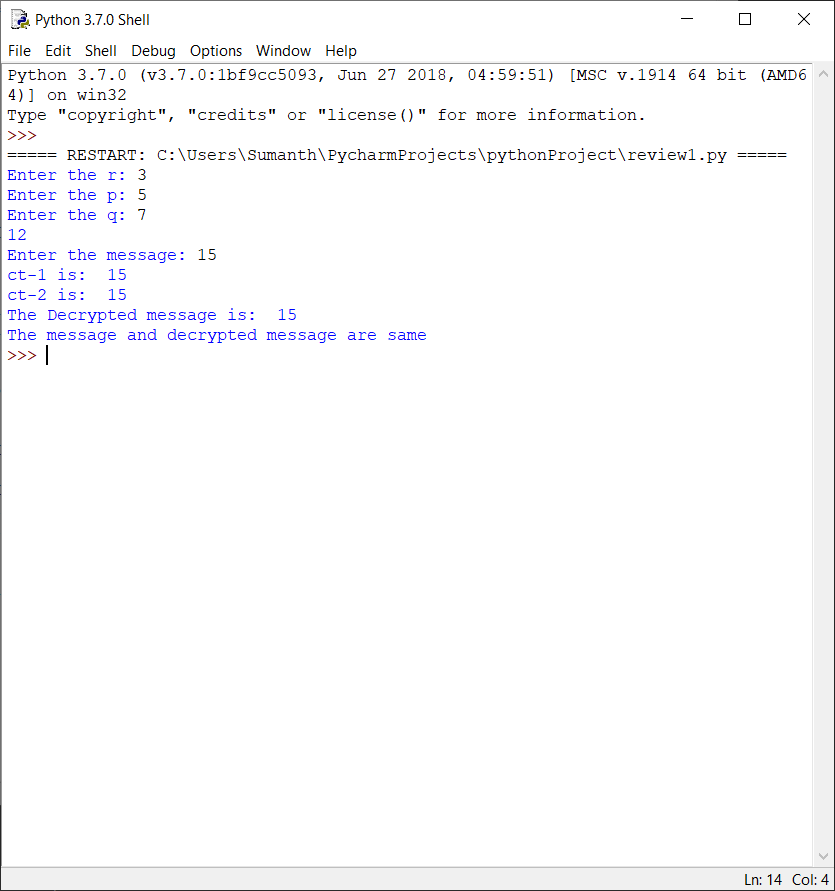 Python 3.7.0 Shell
File Edit Shell Debug Options Window Help
Python 3.7.0 (v3.7.0:1bf9cc5093, Jun 27 2018, 04:59:51) [MSC v.1914 64 bit (AMD6
4)] on win32
Type "copyright", "credits" or "license()" for more information.
>>>
===== RESTART: C:\Users\Sumanth\PycharmProjects\pythonProject\review1.py =====
Enter the r: 3
Enter the p: 5
Enter the q: 7
12
Enter the message: 15
ct-1 is:  15
ct-2 is:  15
The Decrypted message is:  15
The message and decrypted message are same
>>>
Ln: 14 Col: 4